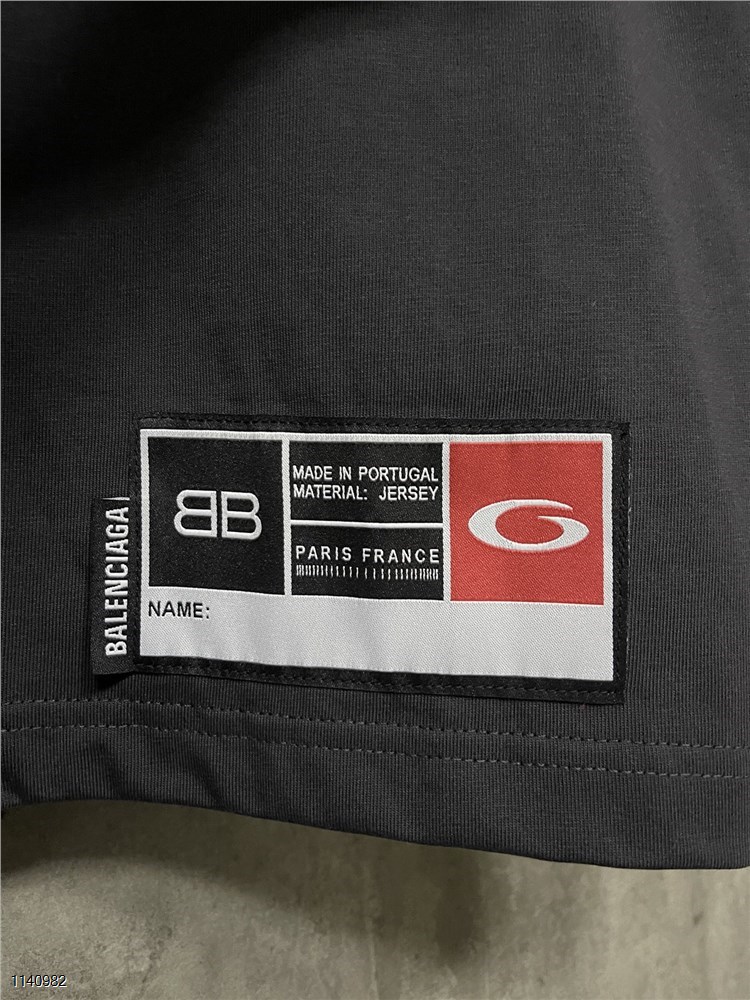 BB
MADE IN PORTUGAL
MATERIAL: JERSEY
PARIS FRANCE
NAME:
BALENCIAGA
1140982